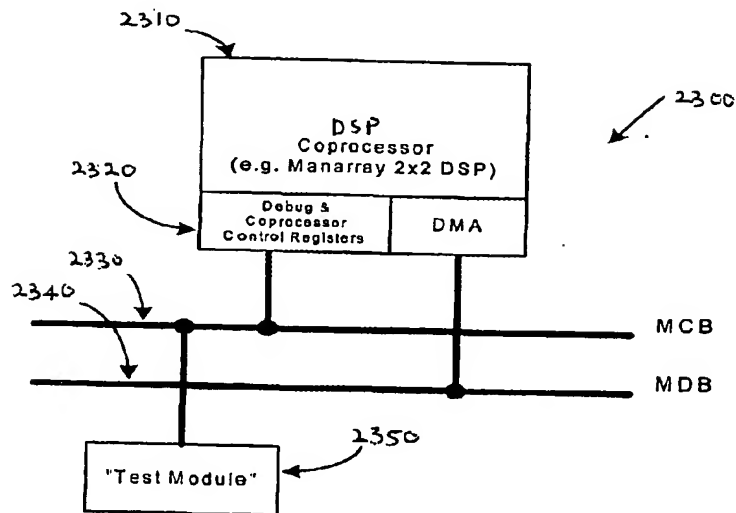 2310
2300
DSP
Coprocessor
(e.g. Manarray 2x2 DSP)
2320
Debug &
Coprocessor
Control Registers
DMA
2330
2340
MCB
MDB
2350
"Test Module"